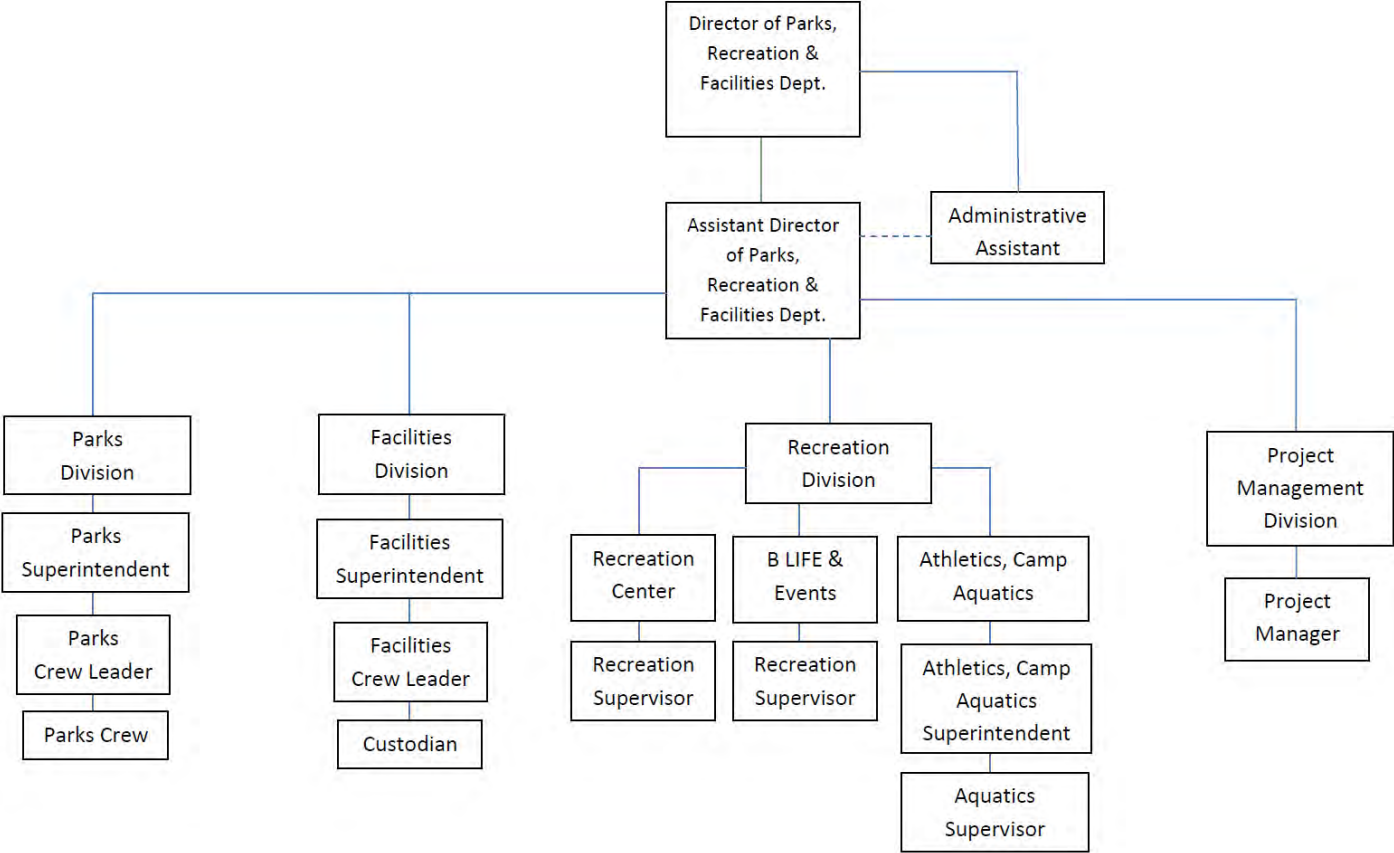 Director of Parks,
Recreation &
Facilities Dept.
Administrative
Assistant
Assistant Director
of Parks,
Recreation &
Facilities Dept.
Parks
Division
Parks
Superintendent
Parks
Crew Leader
Parks Crew
Facilities
Division
Facilities
Superintendent
Facilities
Crew Leader
Custodian
Recreation
Division
Recreation
Center
Recreation
Supervisor
B LIFE &
Events
Recreation
Supervisor
Athletics, Camp
Aquatics
Athletics, Camp
Aquatics
Superintendent
Aquatics
Supervisor
Project
Management
Division
Project
Manager